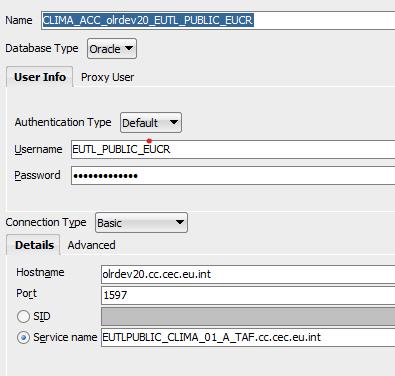 Name CLIMA_ACC_olrdev20_EUTL_PUBLIC_EUCR
Database Type Oracle
User Info Proxy User
Authentication Type Default
Username EUTL_PUBLIC_EUCR
Password •••••••••••••
Connection Type Basic
Details Advanced
Hostname olrdev20.cc.cec.eu.int
Port 1597
SID
Service name EUTLPUBLIC_CLIMA_01_A_TAF.cc.cec.eu.int